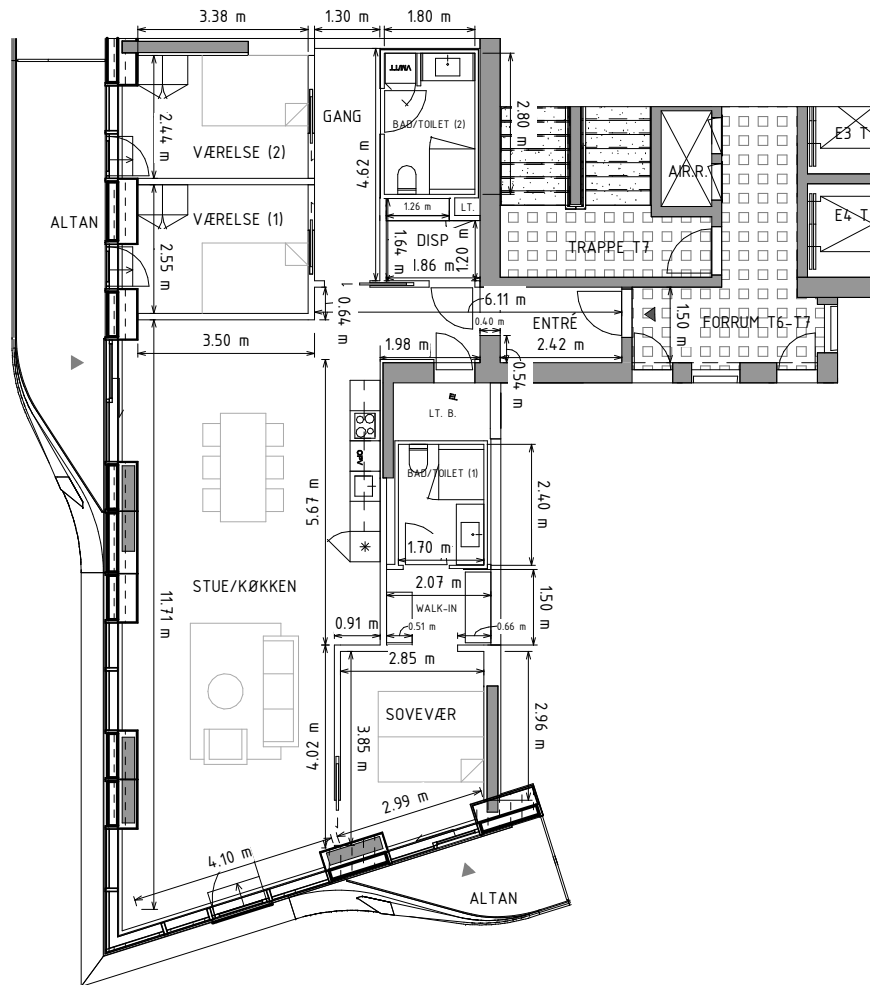 3.38 m
1.30 m
1.80 m
VM/TT
GANG
BAD/TOILET (2)
2.80 m
2.44 m
VÆRELSE (2)
4.62 m
E3 T
AIR.R.
1.26 m
LT.
ALTAN
VÆRELSE (1)
DISP
1.64 m
1.20 m
1.86 m
TRAPPE T7
E4 T
2.55 m
0.64 m
6.11 m
0.40 m
ENTRÉ
1.50 m
FORRUM T6-T7
3.50 m
1.98 m
2.42 m
0.54 m
EL
LT. B.
OPV
BAD/TOILET (1)
5.67 m
2.40 m
1.70 m
STUE/KØKKEN
11.71 m
2.07 m
WALK-IN
1.50 m
0.91 m
0.51 m
0.66 m
2.85 m
SOVEVÆR
4.02 m
3.85 m
2.96 m
2.99 m
4.10 m
ALTAN